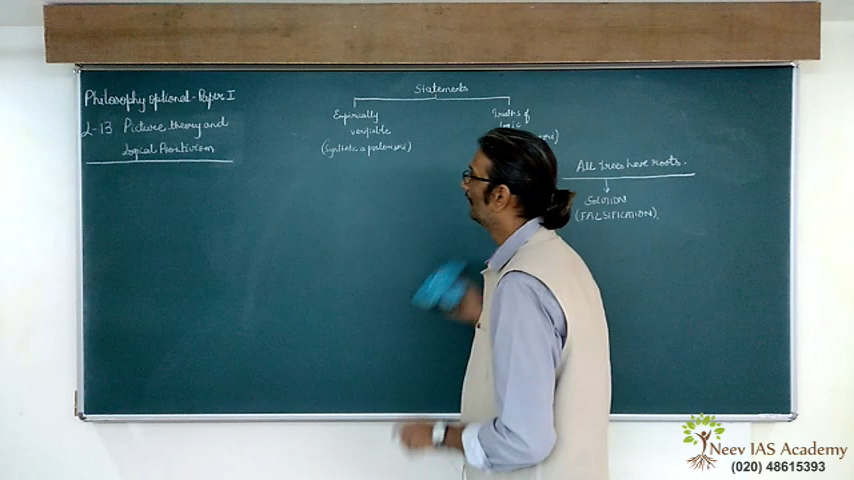 Philosophy optional - Paper I
L-13 Picture theory and
Logical Positivism
Statements
Empirically
verifiable
(Synthetic a posteriori)
Truths of
logic
All trees have roots.
SOLUTION
(FALSIFICATION).
Neev IAS Academy
(020) 48615393